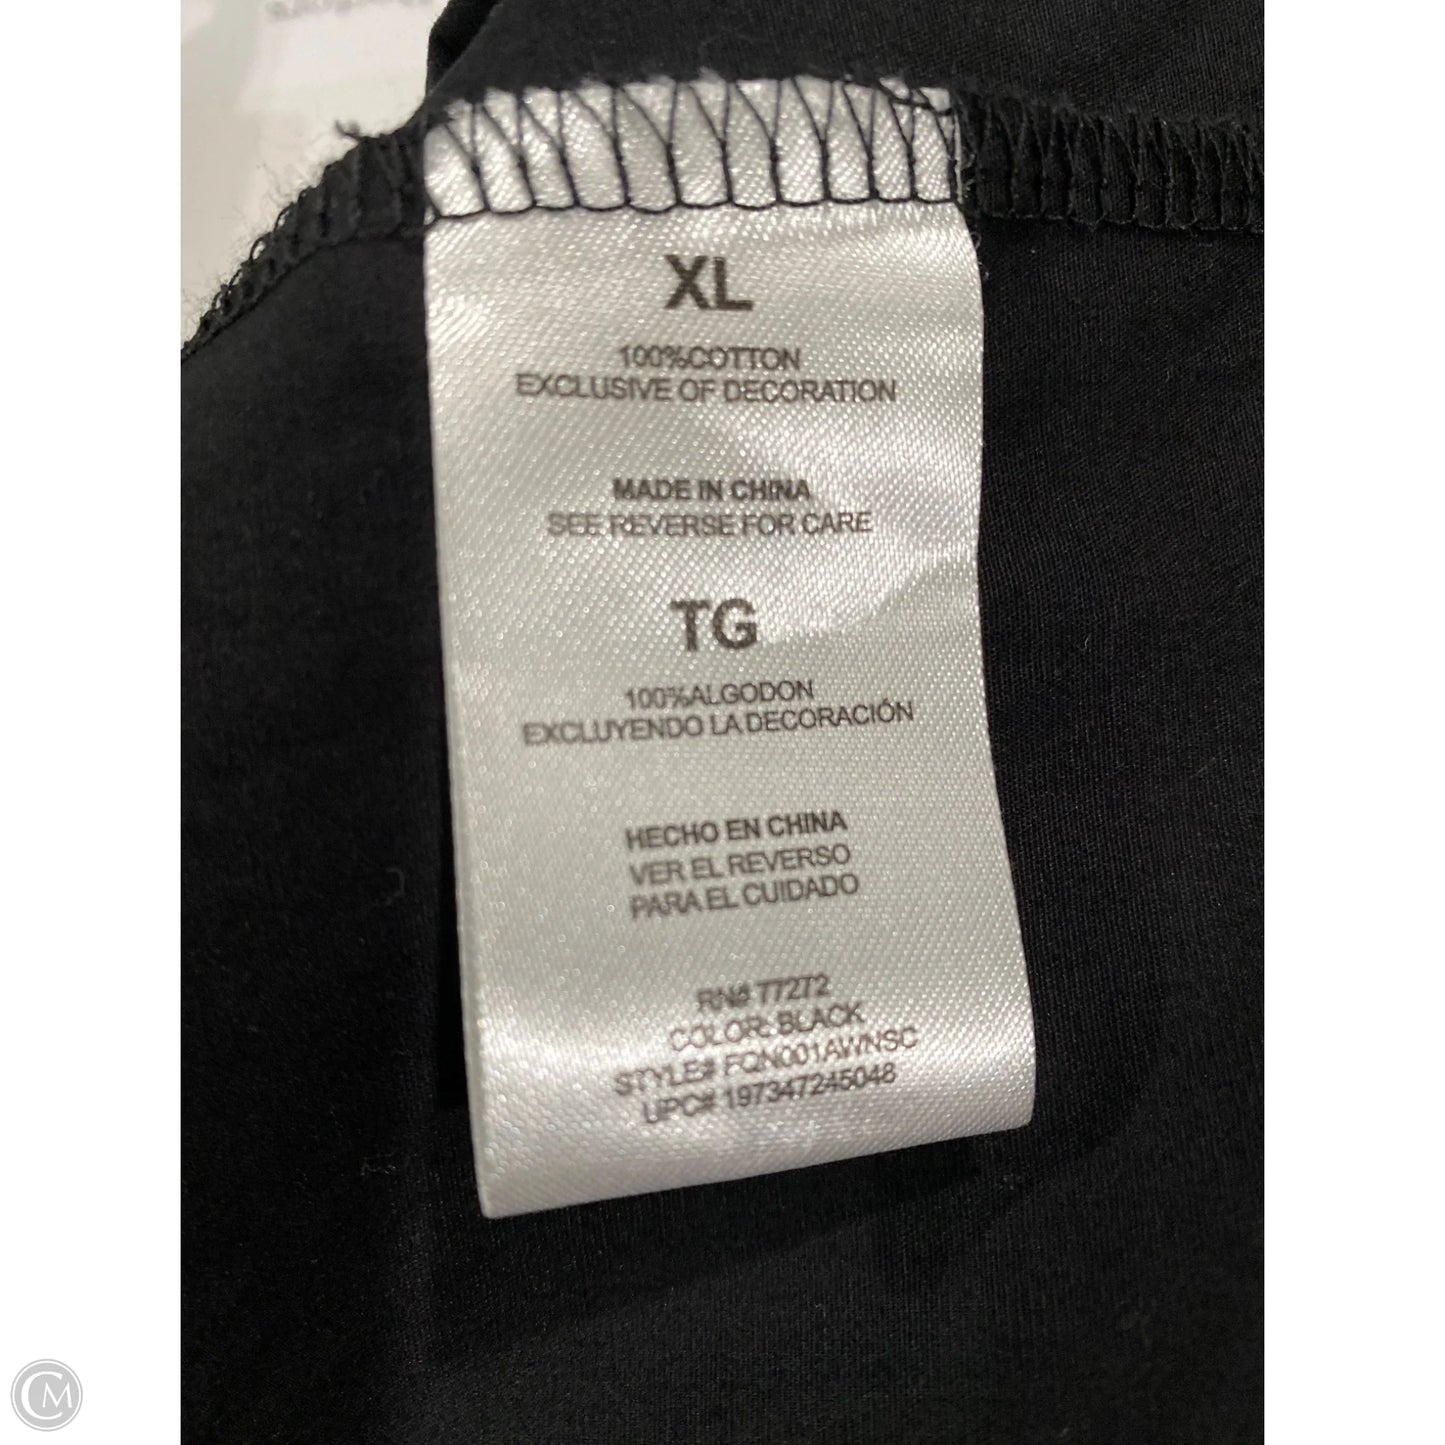 XL
100%COTTON
EXCLUSIVE OF DECORATION
MADE IN CHINA
SEE REVERSE FOR CARE
TG
100%ALGODON
EXCLUYENDO LA DECORACIÓN
HECHO EN CHINA
VER EL REVERSO
PARA EL CUIDADO
RN# 77272
COLOR: BLACK
STYLE# FQN001AWNSC
UPC# 197347245048
CM